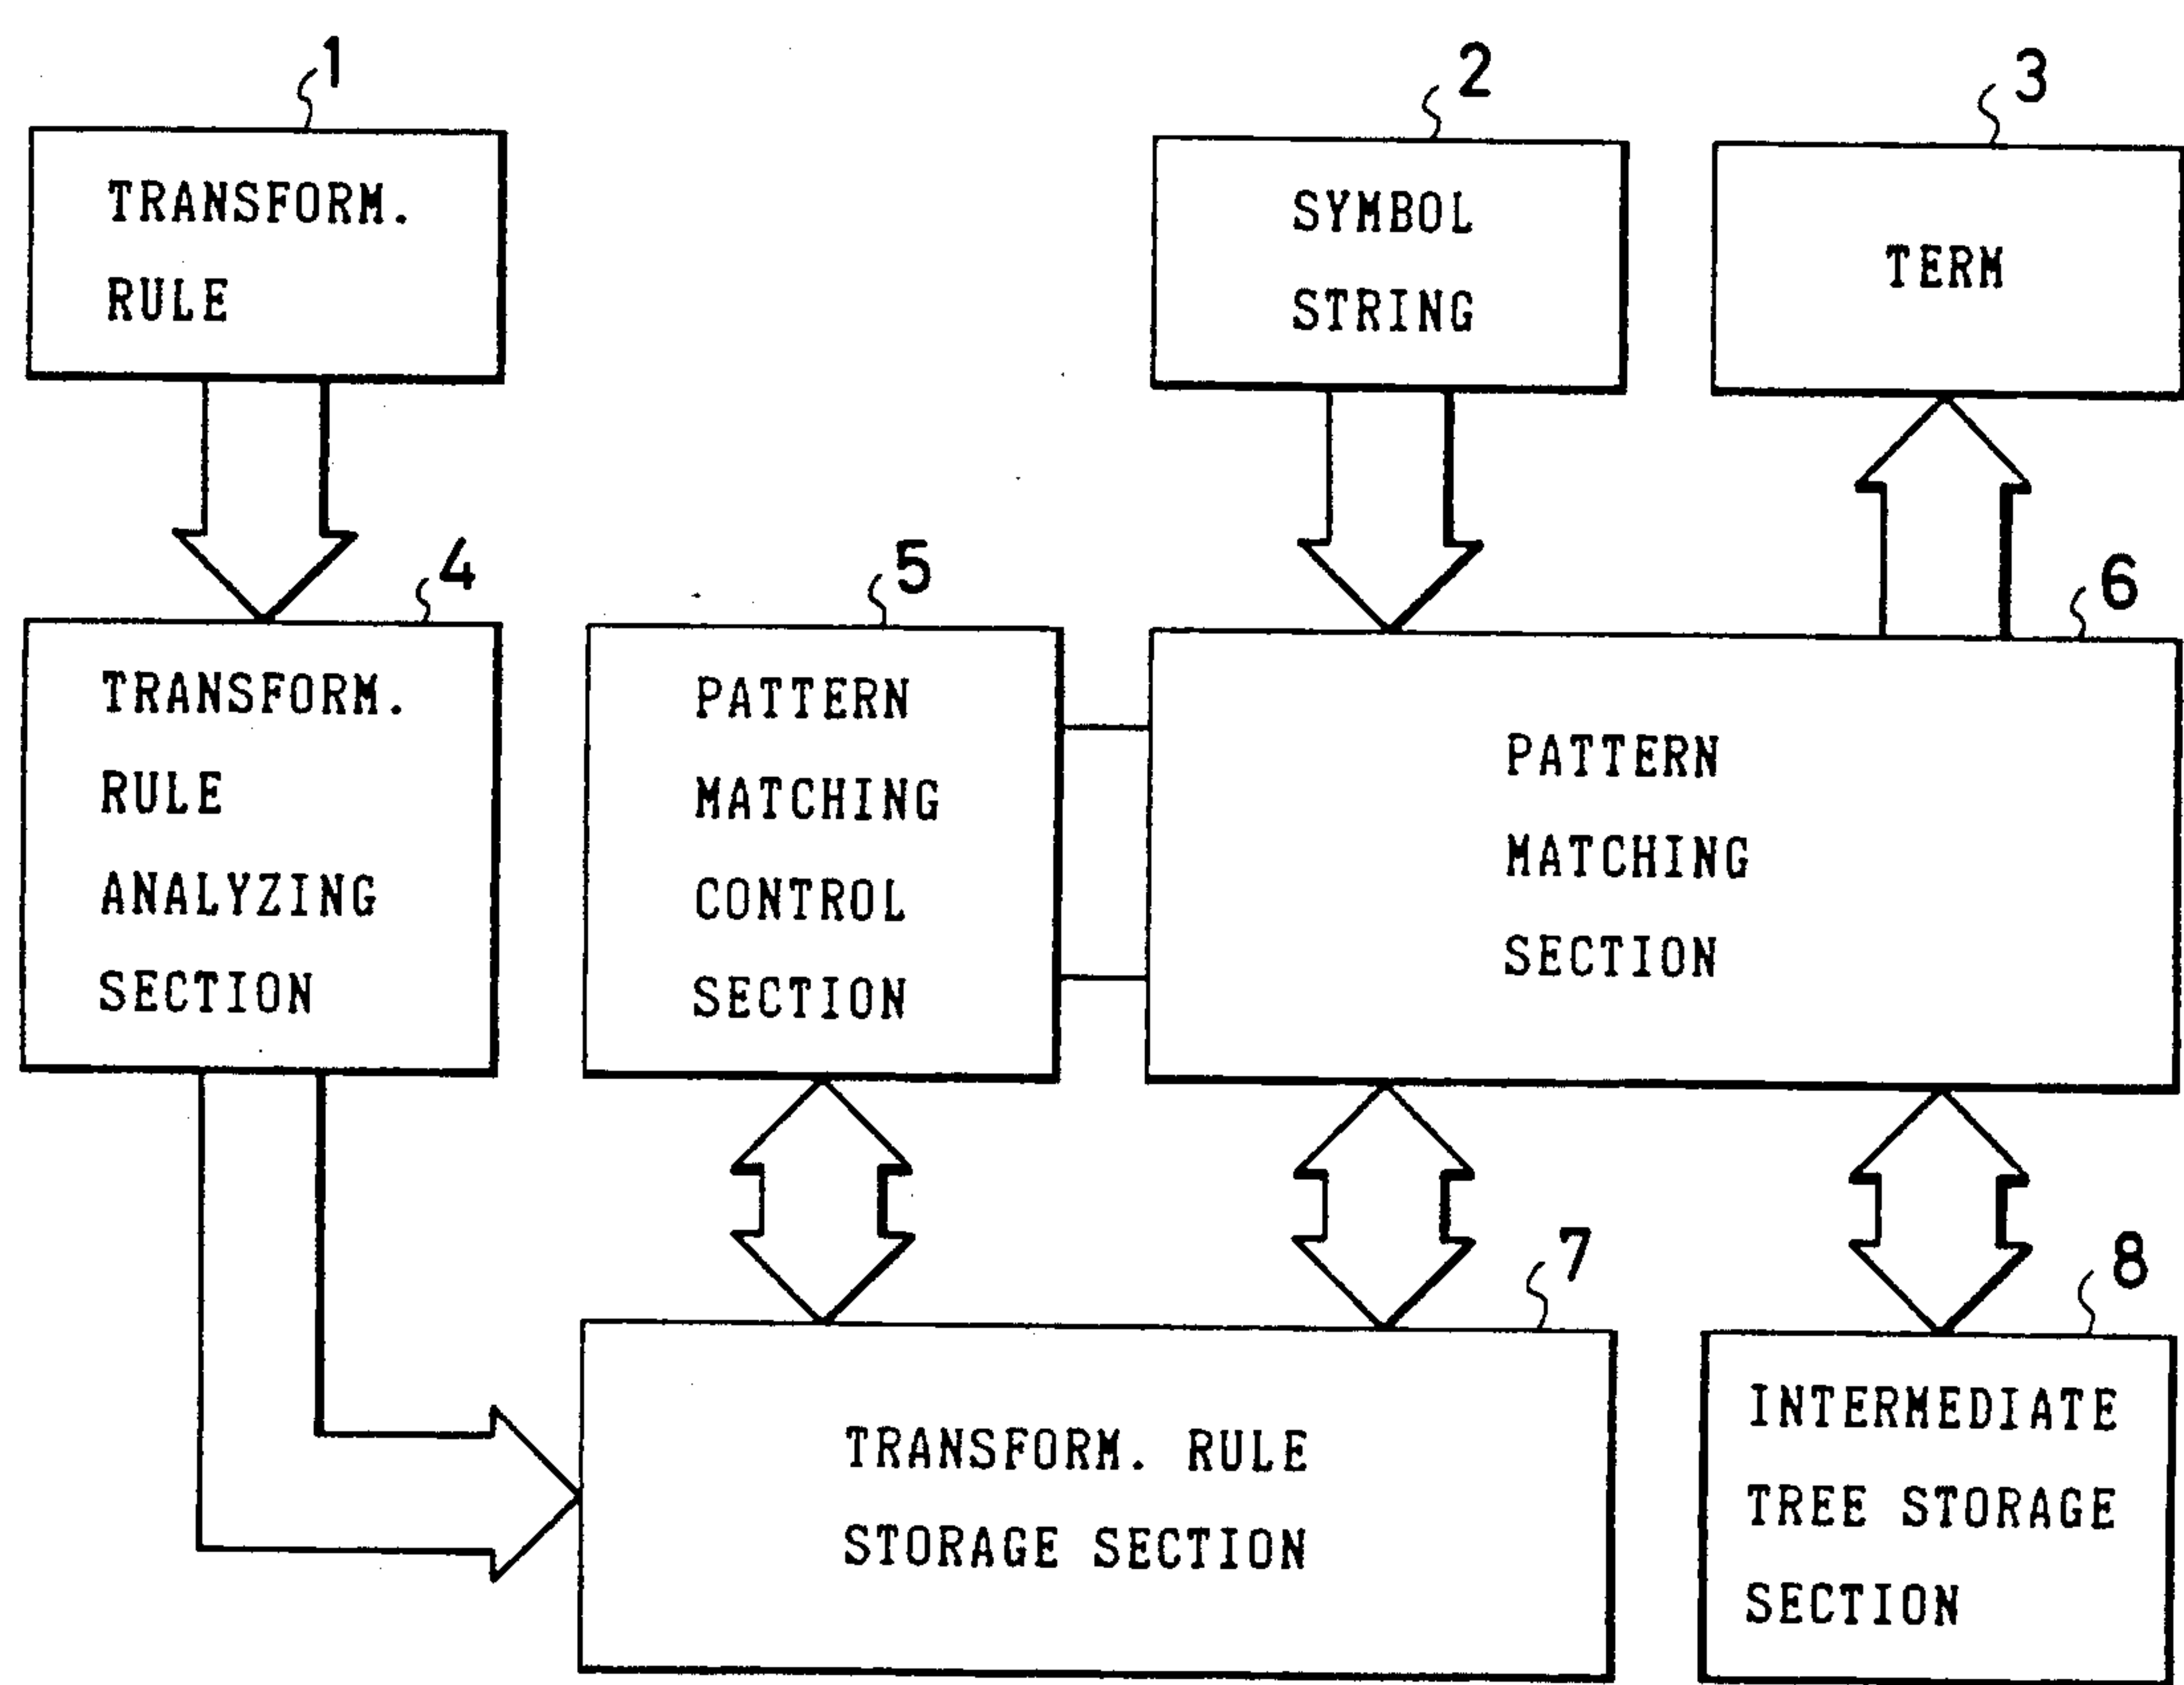 1
TRANSFORM.
RULE
2
SYMBOL
STRING
3
TERM
4
TRANSFORM.
RULE
ANALYZING
SECTION
5
PATTERN
MATCHING
CONTROL
SECTION
6
PATTERN
MATCHING
SECTION
7
TRANSFORM. RULE
STORAGE SECTION
8
INTERMEDIATE
TREE STORAGE
SECTION